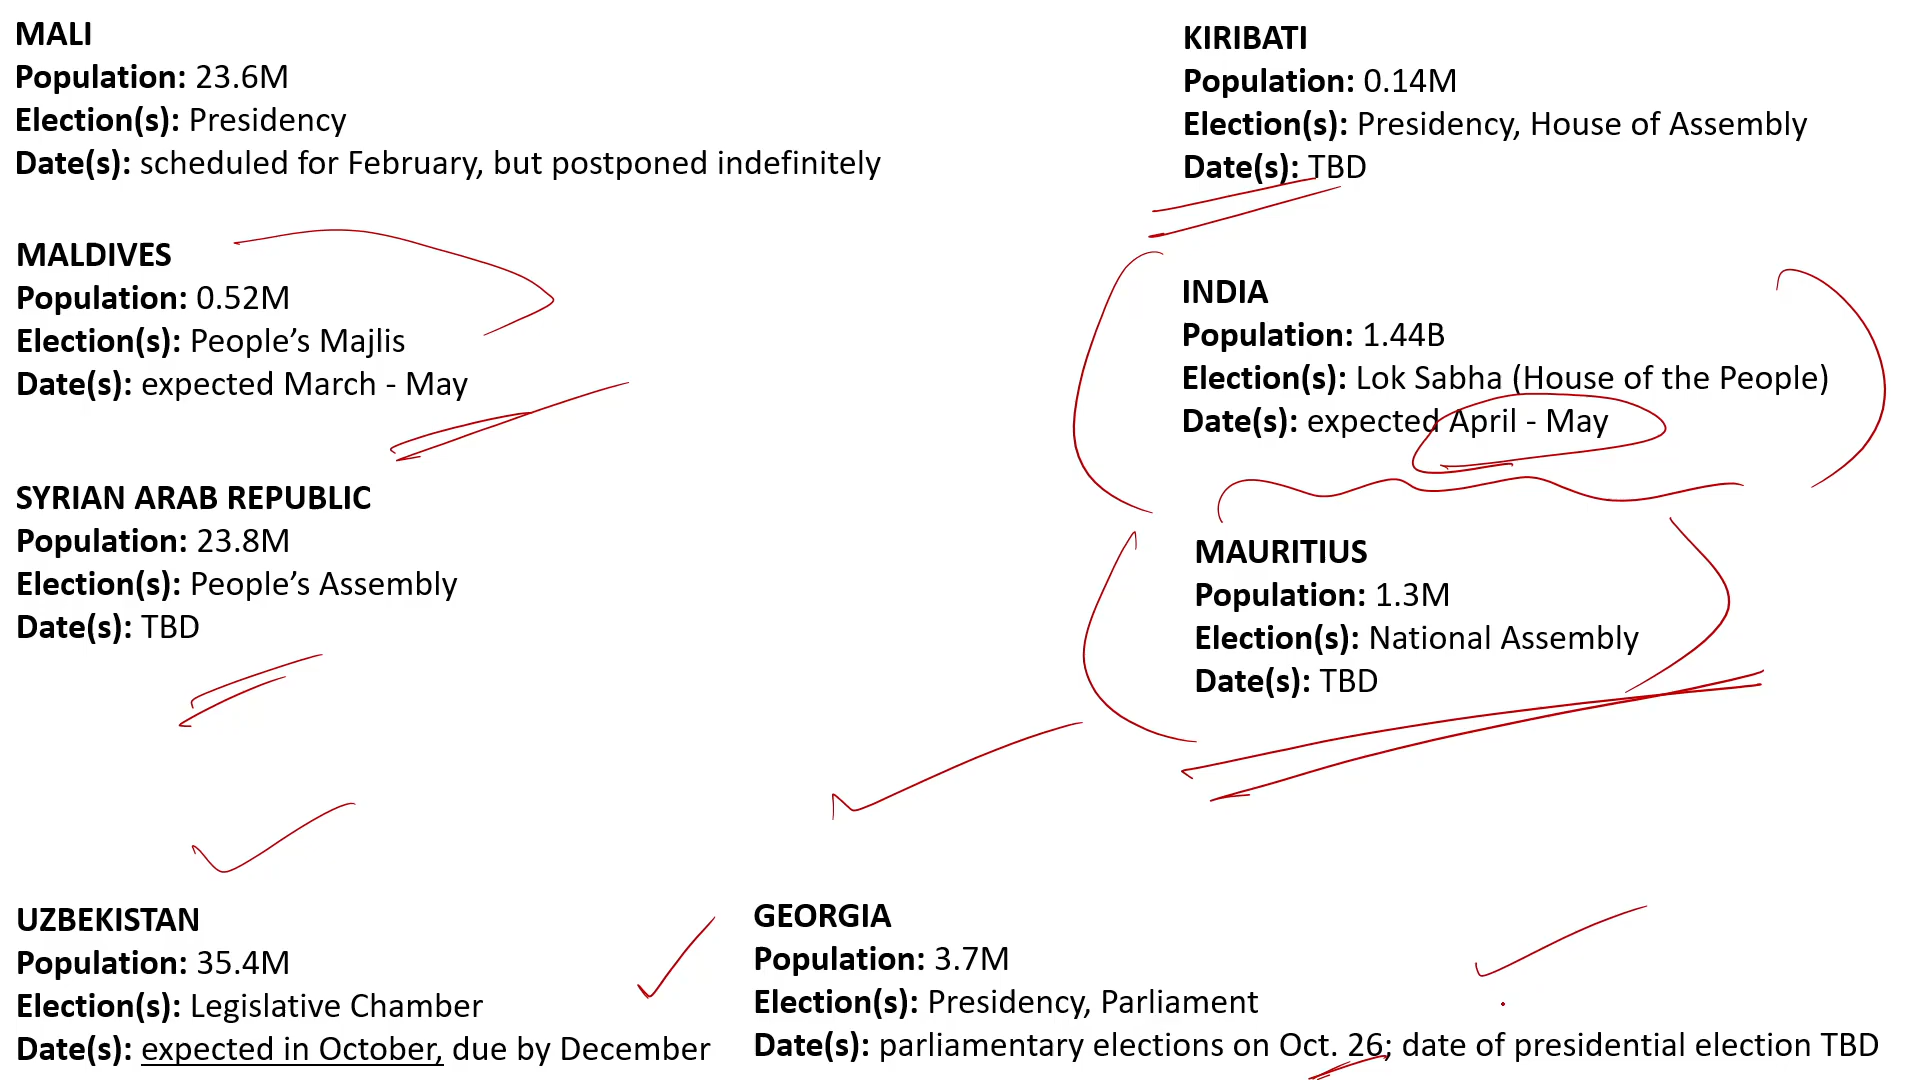 MALI
Population: 23.6M
Election(s): Presidency
Date(s): scheduled for February, but postponed indefinitely
MALDIVES
Population: 0.52M
Election(s): People’s Majlis
Date(s): expected March - May
SYRIAN ARAB REPUBLIC
Population: 23.8M
Election(s): People’s Assembly
Date(s): TBD
KIRIBATI
Population: 0.14M
Election(s): Presidency, House of Assembly
Date(s): TBD
INDIA
Population: 1.44B
Election(s): Lok Sabha (House of the People)
Date(s): expected April - May
MAURITIUS
Population: 1.3M
Election(s): National Assembly
Date(s): TBD
UZBEKISTAN
Population: 35.4M
Election(s): Legislative Chamber
Date(s): expected in October, due by December
GEORGIA
Population: 3.7M
Election(s): Presidency, Parliament
Date(s): parliamentary elections on Oct. 26; date of presidential election TBD